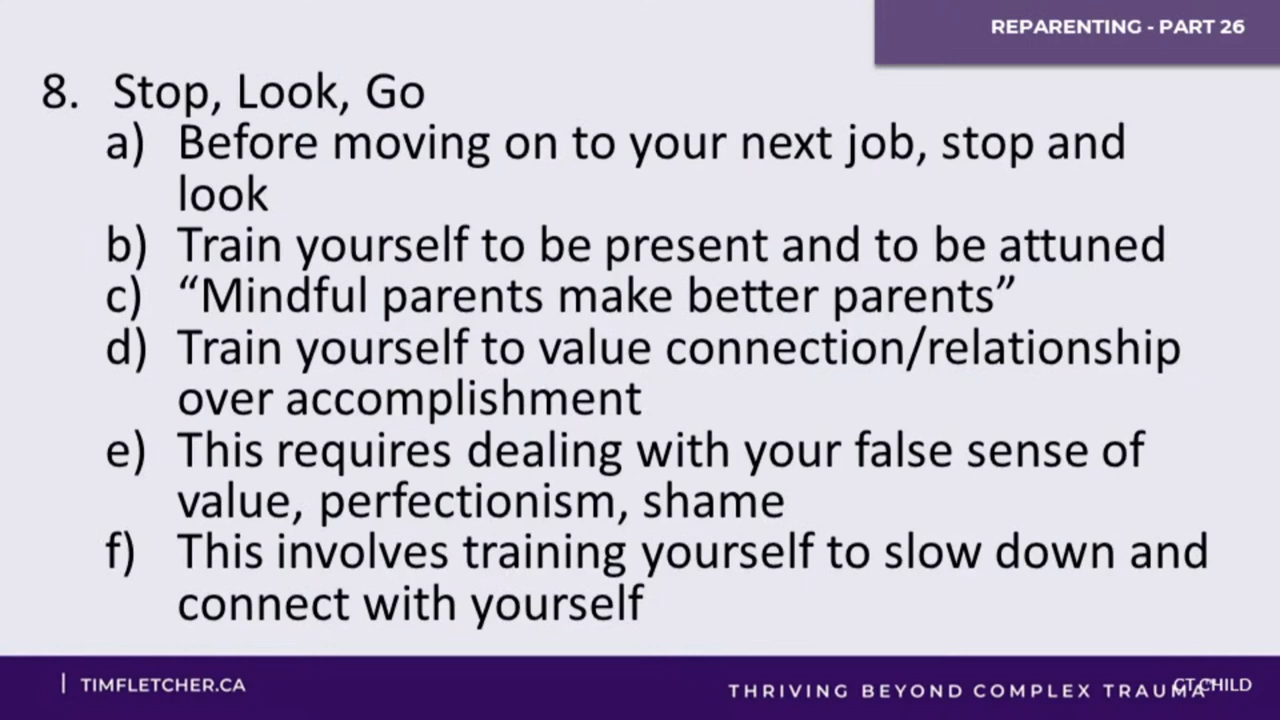 REPARENTING - PART 26
8. Stop, Look, Go
a) Before moving on to your next job, stop and
look
b) Train yourself to be present and to be attuned
c) “Mindful parents make better parents”
d) Train yourself to value connection/relationship
over accomplishment
e) This requires dealing with your false sense of
value, perfectionism, shame
f) This involves training yourself to slow down and
connect with yourself
| TIMFLETCHER.CA
THRIVING BEYOND COMPLEX TRAUMA
CT CHILD